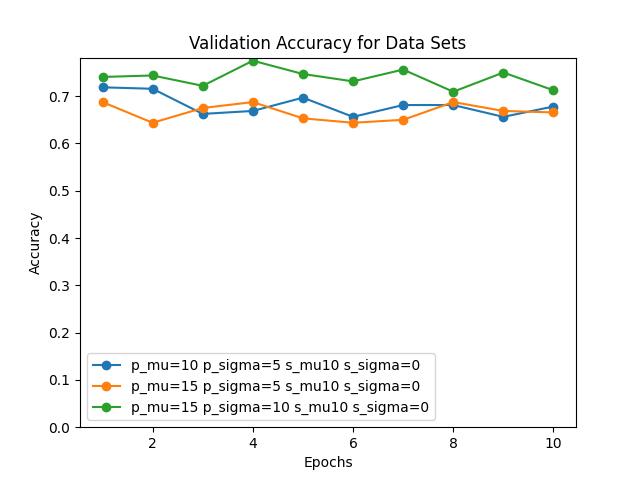 Validation Accuracy for Data Sets
Accuracy
0.7
0.6
0.5
0.4
0.3
0.2
0.1
0.0
p_mu=10 p_sigma=5 s_mu10 s_sigma=0
p_mu=15 p_sigma=5 s_mu10 s_sigma=0
p_mu=15 p_sigma=10 s_mu10 s_sigma=0
2 4 6 8 10
Epochs